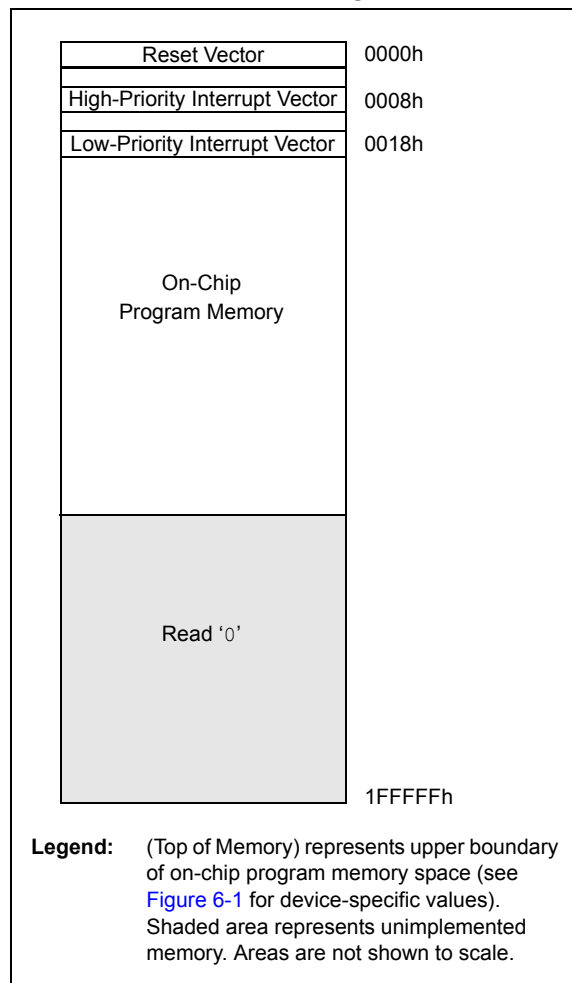 Reset Vector 0000h
High-Priority Interrupt Vector 0008h
Low-Priority Interrupt Vector 0018h
On-Chip
Program Memory
Read ‘0’
1FFFFFh
Legend: (Top of Memory) represents upper boundary
of on-chip program memory space (see
Figure 6-1 for device-specific values).
Shaded area represents unimplemented
memory. Areas are not shown to scale.